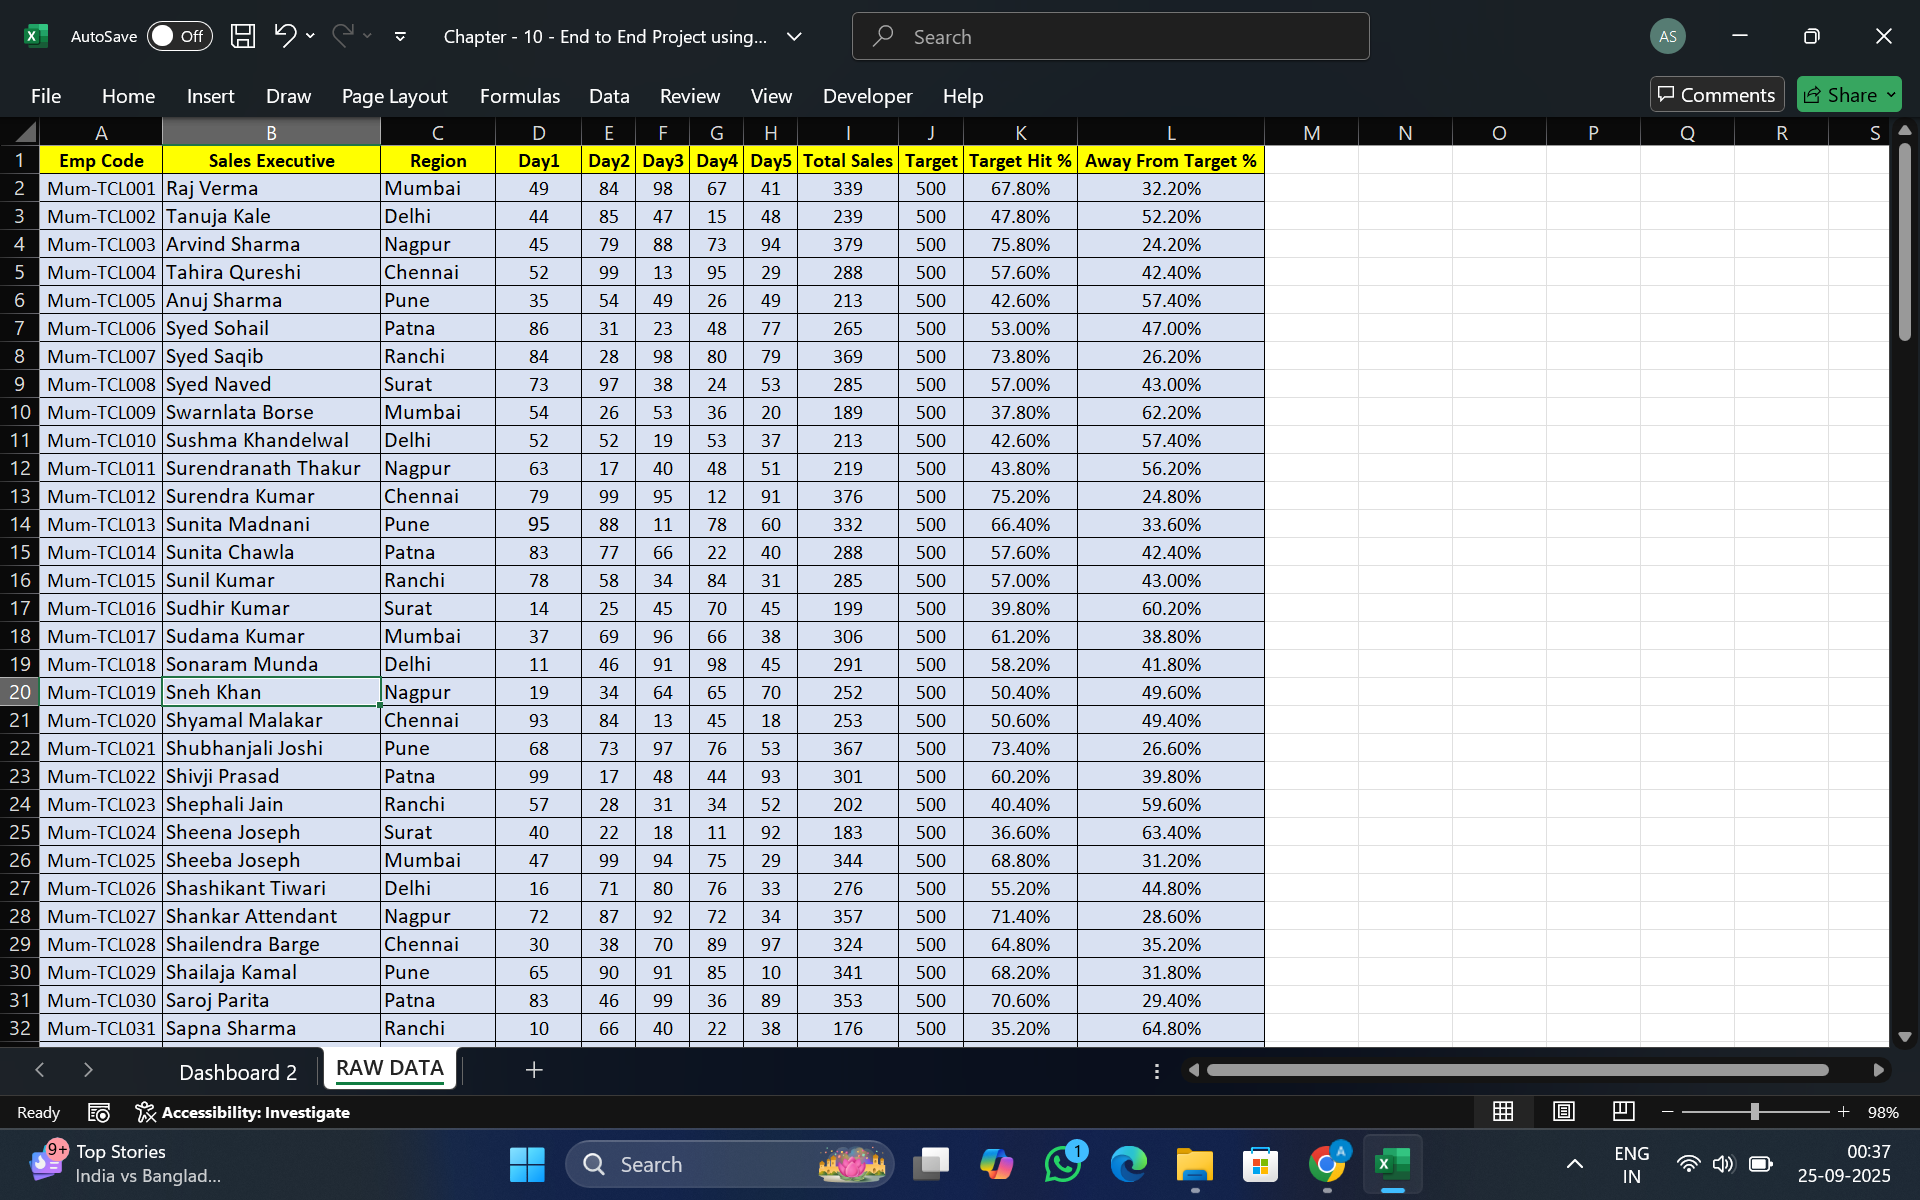 AutoSave Off Chapter - 10 - End to End Project using... Search AS
File Home Insert Draw Page Layout Formulas Data Review View Developer Help Comments Share
A B C D E F G H I J K L M N O P Q R S
1 Emp Code Sales Executive Region Day1 Day2 Day3 Day4 Day5 Total Sales Target Target Hit % Away From Target %
2 Mum-TCL001 Raj Verma Mumbai 49 84 98 67 41 339 500 67.80% 32.20%
3 Mum-TCL002 Tanuja Kale Delhi 44 85 47 15 48 239 500 47.80% 52.20%
4 Mum-TCL003 Arvind Sharma Nagpur 45 79 88 73 94 379 500 75.80% 24.20%
5 Mum-TCL004 Tahira Qureshi Chennai 52 99 13 95 29 288 500 57.60% 42.40%
6 Mum-TCL005 Anuj Sharma Pune 35 54 49 26 49 213 500 42.60% 57.40%
7 Mum-TCL006 Syed Sohail Patna 86 31 23 48 77 265 500 53.00% 47.00%
8 Mum-TCL007 Syed Saqib Ranchi 84 28 98 80 79 369 500 73.80% 26.20%
9 Mum-TCL008 Syed Naved Surat 73 97 38 24 53 285 500 57.00% 43.00%
10 Mum-TCL009 Swarnlata Borse Mumbai 54 26 53 36 20 189 500 37.80% 62.20%
11 Mum-TCL010 Sushma Khandelwal Delhi 52 52 19 53 37 213 500 42.60% 57.40%
12 Mum-TCL011 Surendranath Thakur Nagpur 63 17 40 48 51 219 500 43.80% 56.20%
13 Mum-TCL012 Surendra Kumar Chennai 79 99 95 12 91 376 500 75.20% 24.80%
14 Mum-TCL013 Sunita Madnani Pune 95 88 11 78 60 332 500 66.40% 33.60%
15 Mum-TCL014 Sunita Chawla Patna 83 77 66 22 40 288 500 57.60% 42.40%
16 Mum-TCL015 Sunil Kumar Ranchi 78 58 34 84 31 285 500 57.00% 43.00%
17 Mum-TCL016 Sudhir Kumar Surat 14 25 45 70 45 199 500 39.80% 60.20%
18 Mum-TCL017 Sudama Kumar Mumbai 37 69 96 66 38 306 500 61.20% 38.80%
19 Mum-TCL018 Sonaram Munda Delhi 11 46 91 98 45 291 500 58.20% 41.80%
20 Mum-TCL019 Sneh Khan Nagpur 19 34 64 65 70 252 500 50.40% 49.60%
21 Mum-TCL020 Shyamal Malakar Chennai 93 84 13 45 18 253 500 50.60% 49.40%
22 Mum-TCL021 Shubhanjali Joshi Pune 68 73 97 76 53 367 500 73.40% 26.60%
23 Mum-TCL022 Shivji Prasad Patna 99 17 48 44 93 301 500 60.20% 39.80%
24 Mum-TCL023 Shephali Jain Ranchi 57 28 31 34 52 202 500 40.40% 59.60%
25 Mum-TCL024 Sheena Joseph Surat 40 22 18 11 92 183 500 36.60% 63.40%
26 Mum-TCL025 Sheeba Joseph Mumbai 47 99 94 75 29 344 500 68.80% 31.20%
27 Mum-TCL026 Shashikant Tiwari Delhi 16 71 80 76 33 276 500 55.20% 44.80%
28 Mum-TCL027 Shankar Attendant Nagpur 72 87 92 72 34 357 500 71.40% 28.60%
29 Mum-TCL028 Shailendra Barge Chennai 30 38 70 89 97 324 500 64.80% 35.20%
30 Mum-TCL029 Shailaja Kamal Pune 65 90 91 85 10 341 500 68.20% 31.80%
31 Mum-TCL030 Saroj Parita Patna 83 46 99 36 89 353 500 70.60% 29.40%
32 Mum-TCL031 Sapna Sharma Ranchi 10 66 40 22 38 176 500 35.20% 64.80%
Dashboard 2 RAW DATA
Ready Accessibility: Investigate 98%
9+ Top Stories Search 1 A ENG 00:37
India vs Banglad... IN 25-09-2025